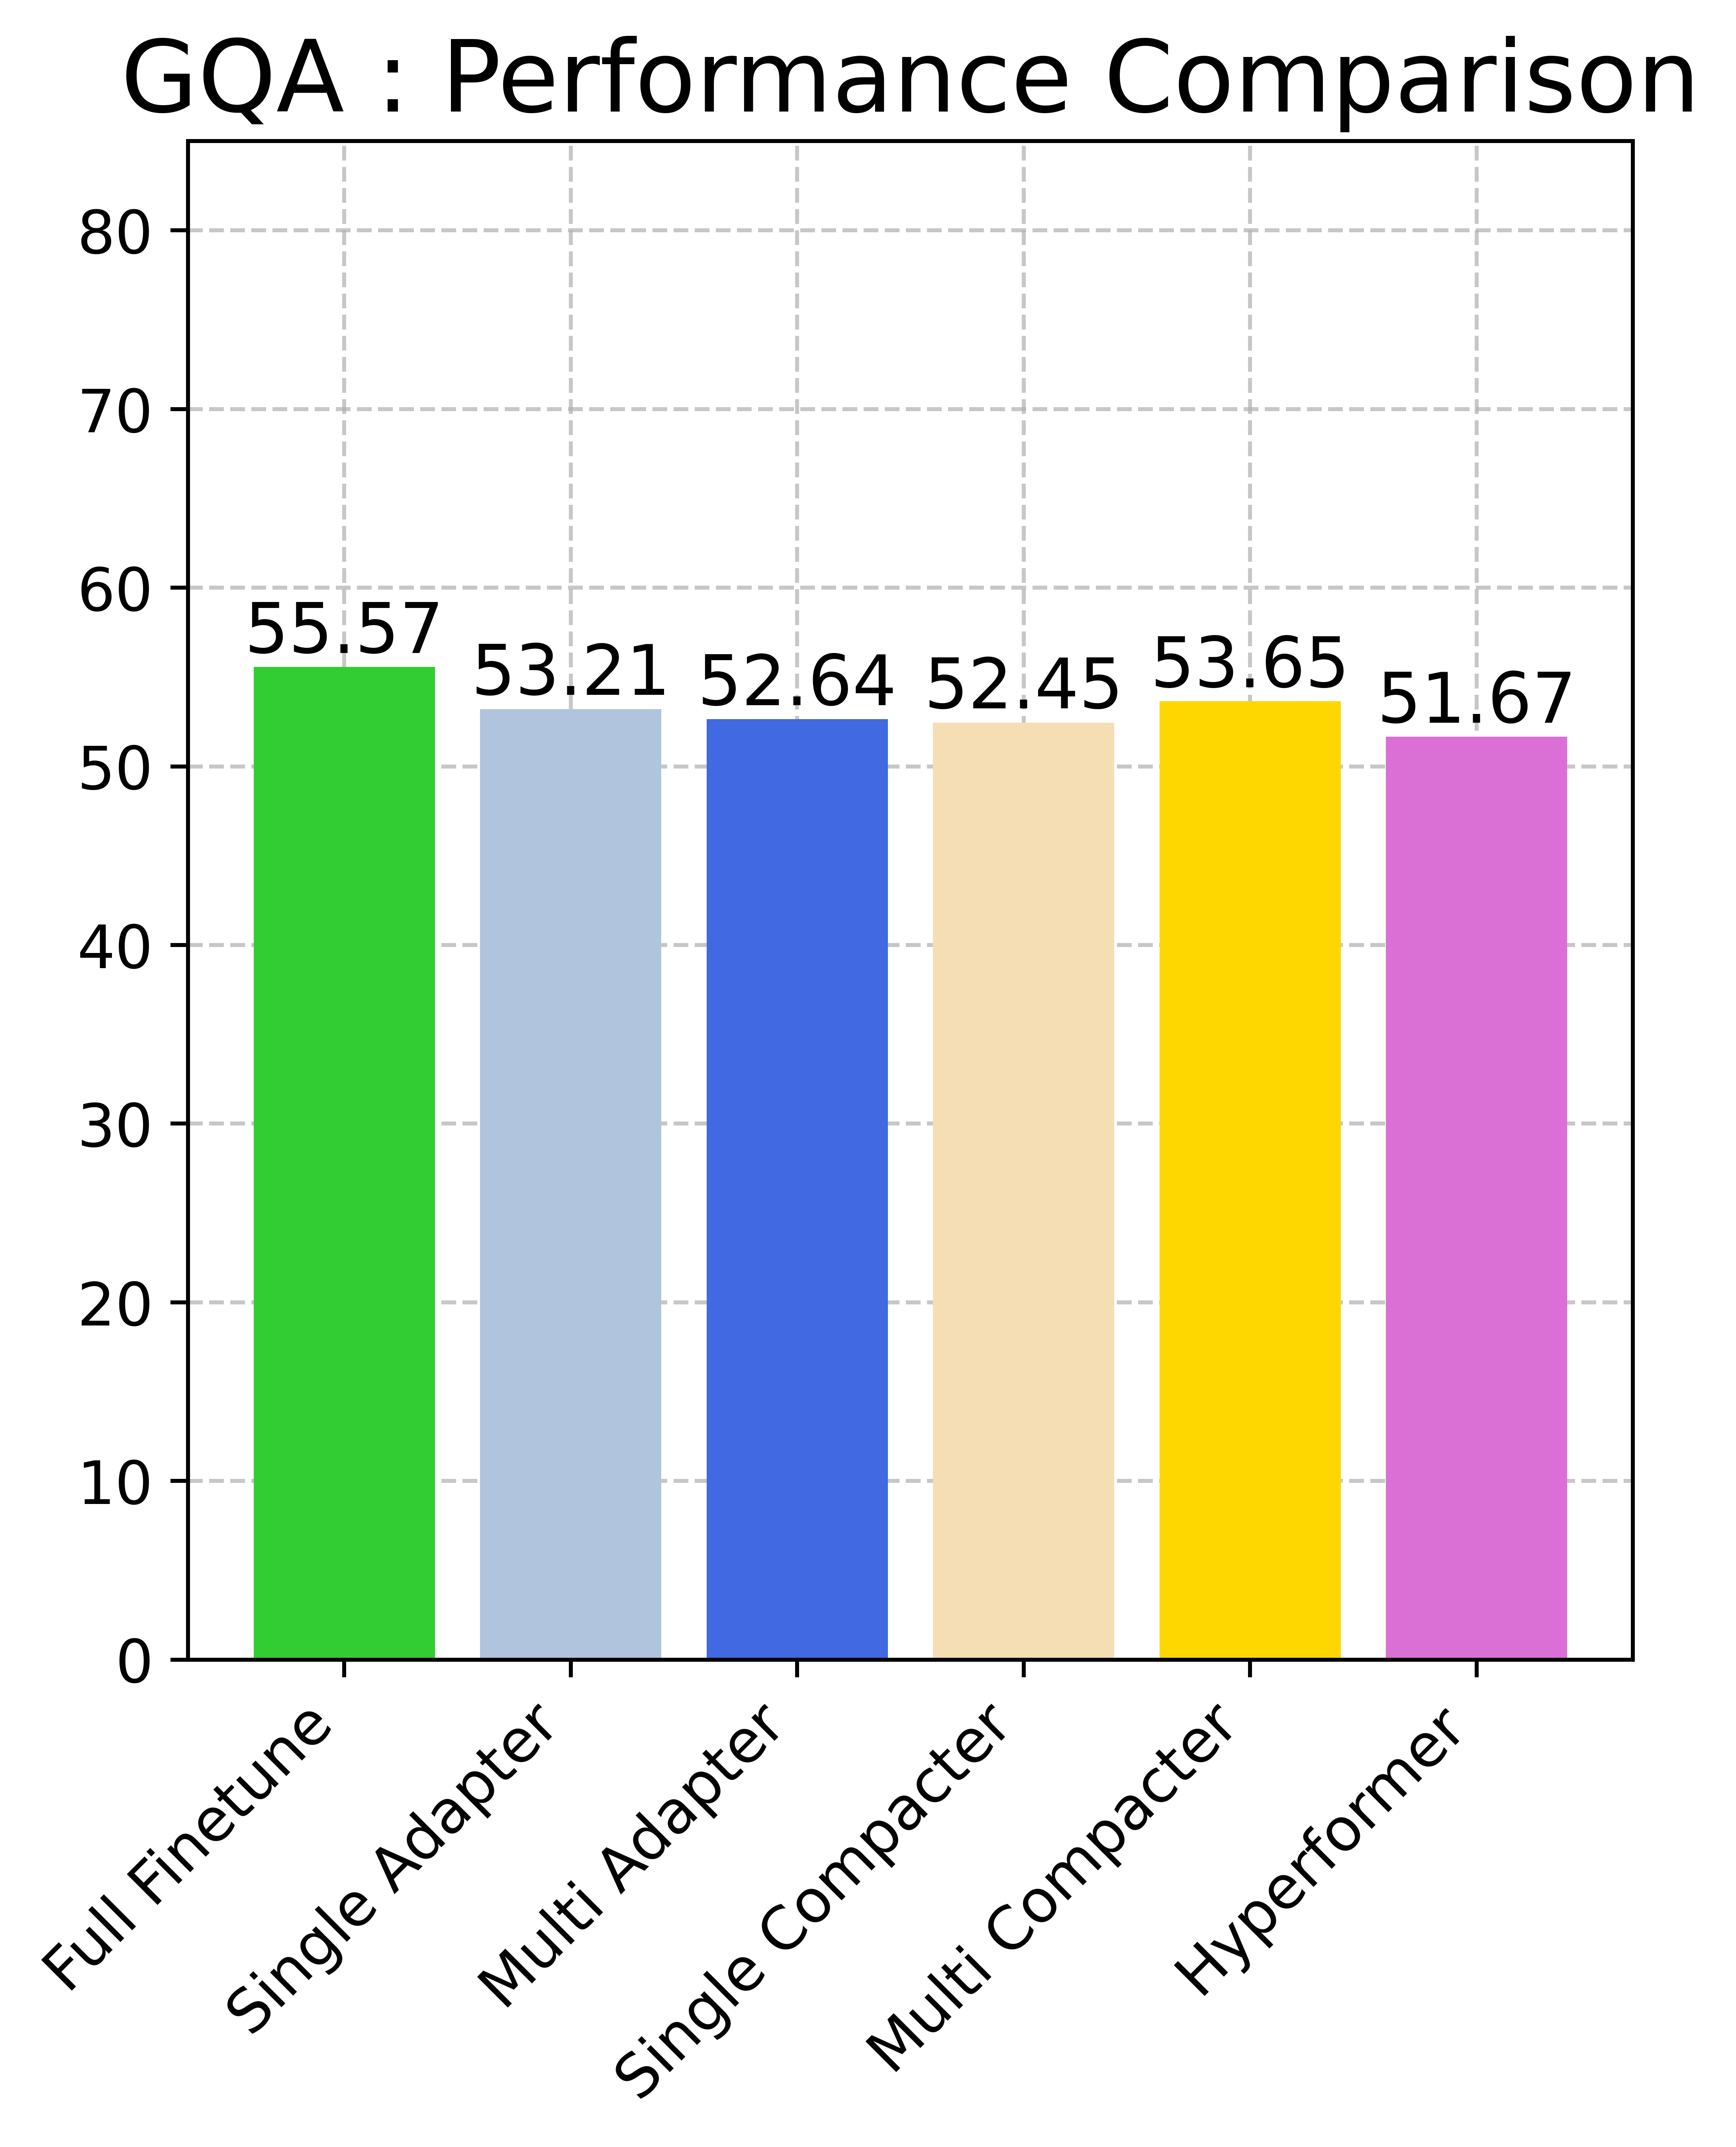 GQA : Performance Comparison
80
70
60
50
40
30
20
10
0
55.57
53.21
52.64
52.45
53.65
51.67
Full Finetune
Single Adapter
Multi Adapter
Single Compacter
Multi Compacter
Hyperformer